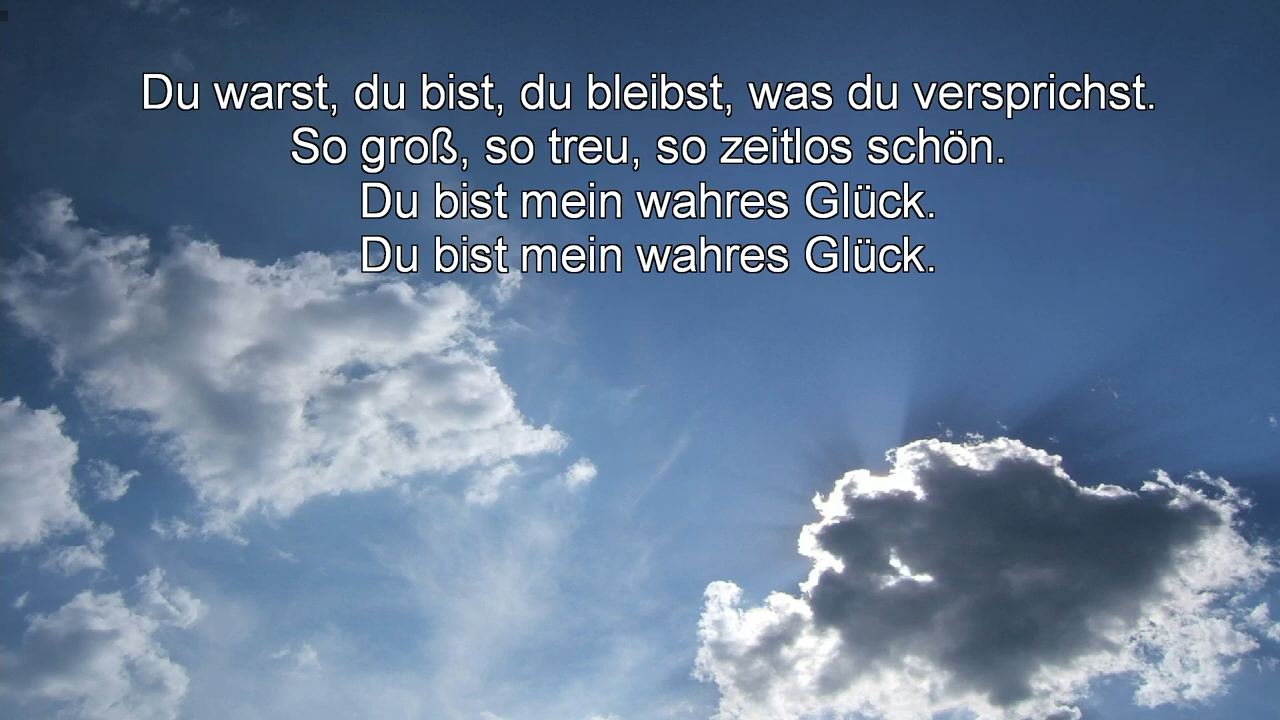 Du warst, du bist, du bleibst, was du versprichst.
So groß, so treu, so zeitlos schön.
Du bist mein wahres Glück.
Du bist mein wahres Glück.